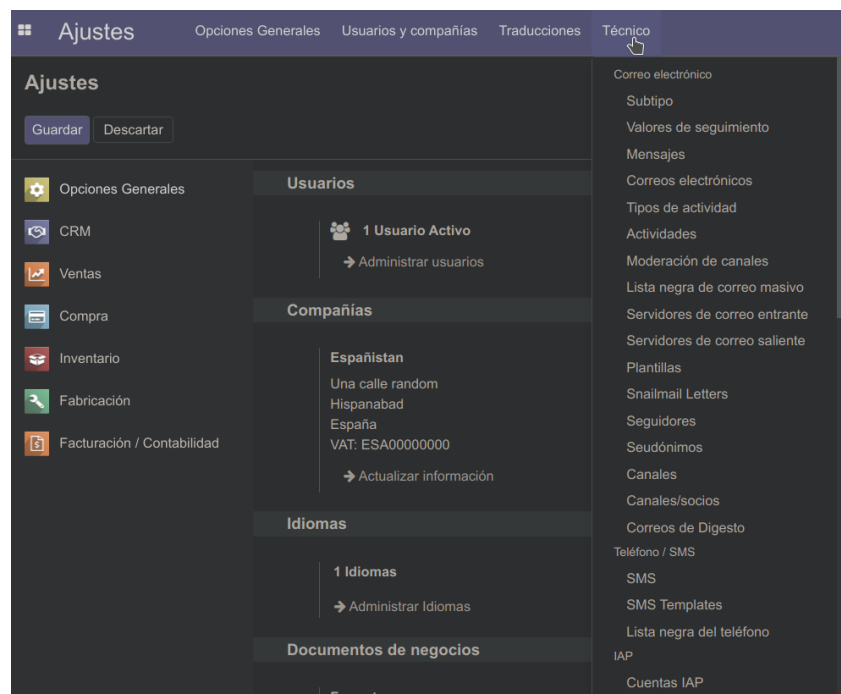 Ajustes
Opciones Generales
Usuarios y compañías
Traducciones
Técnico
Ajustes
Guardar
Descartar
Opciones Generales
CRM
Ventas
Compra
Inventario
Fabricación
Facturación / Contabilidad
Usuarios
1 Usuario Activo
Administrar usuarios
Compañías
Españistan
Una calle random
Hispanabad
España
VAT: ESA00000000
Actualizar información
Idiomas
1 Idiomas
Administrar Idiomas
Documentos de negocios
Correo electrónico
Subtipo
Valores de seguimiento
Mensajes
Correos electrónicos
Tipos de actividad
Actividades
Moderación de canales
Lista negra de correo masivo
Servidores de correo entrante
Servidores de correo saliente
Plantillas
Snailmail Letters
Seguidores
Seudónimos
Canales
Canales/socios
Correos de Digesto
Teléfono / SMS
SMS
SMS Templates
Lista negra del teléfono
IAP
Cuentas IAP